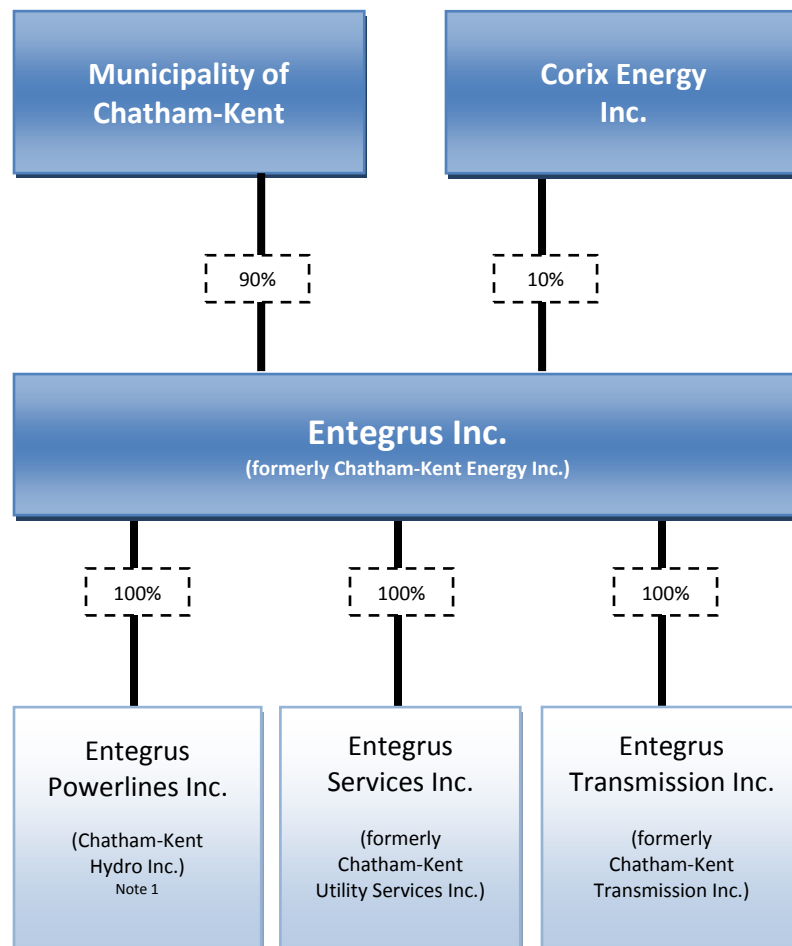 Municipality of
Chatham-Kent
Corix Energy
Inc.
90%
10%
Entegrus Inc.
(formerly Chatham-Kent Energy Inc.)
100%
100%
100%
Entegrus
Powerlines Inc.
(Chatham-Kent
Hydro Inc.)
Note 1
Entegrus
Services Inc.
(formerly
Chatham-Kent
Utility Services Inc.)
Entegrus
Transmission Inc.
(formerly
Chatham-Kent
Transmission Inc.)